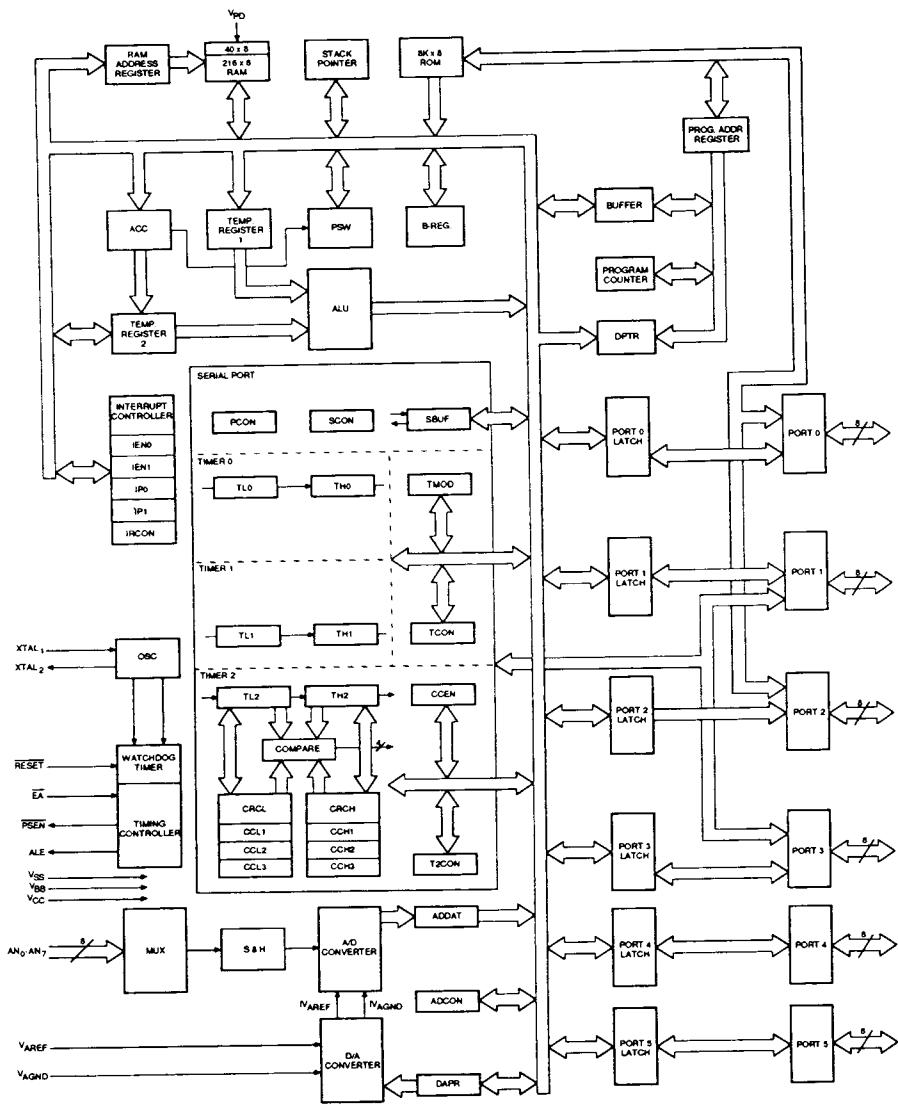 VPD
RAM
ADDRESS
REGISTER
40 x 8
216 x 8
RAM
STACK
POINTER
8K x 8
ROM
PROG. ADDR
REGISTER
ACC
TEMP.
REGISTER
1
PSW
B-REG.
BUFFER
PROGRAM
COUNTER
ALU
TEMP.
REGISTER
2
DPTR
SERIAL PORT
INTERRUPT
CONTROLLER
IEN0
IEN1
IP0
IP1
IRCON
PCON
SCON
SBUF
PORT 0
LATCH
PORT 0
8
TIMER 0
TL0
TH0
TMOD
TIMER 1
PORT 1
LATCH
PORT 1
8
TL1
TH1
TCON
XTAL1
XTAL2
OSC
TIMER 2
TL2
TH2
CCEN
COMPARE
4
PORT 2
LATCH
PORT 2
8
RESET
EA
PSEN
ALE
WATCHDOG
TIMER
TIMING
CONTROLLER
CRCL
CCL1
CCL2
CCL3
CRCH
CCH1
CCH2
CCH3
T2CON
PORT 3
LATCH
PORT 3
8
VSS
VBB
VCC
AN0-AN7
8
MUX
S & H
A/D
CONVERTER
ADDAT
PORT 4
LATCH
PORT 4
8
IVAREF
IVAGND
ADCON
VAREF
VAGND
D/A
CONVERTER
DAPR
PORT 5
LATCH
PORT 5
8